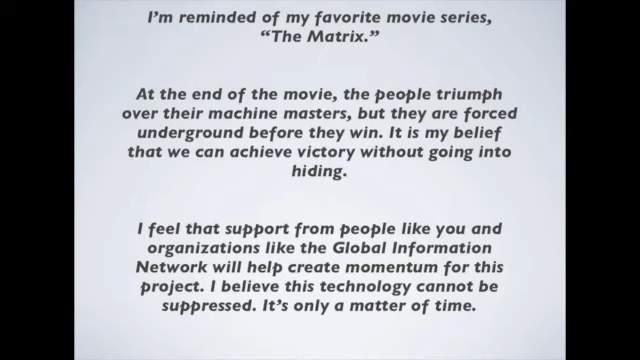 I'm reminded of my favorite movie series,
“The Matrix.”
At the end of the movie, the people triumph
over their machine masters, but they are forced
underground before they win. It is my belief
that we can achieve victory without going into
hiding.
I feel that support from people like you and
organizations like the Global Information
Network will help create momentum for this
project. I believe this technology cannot be
suppressed. It's only a matter of time.